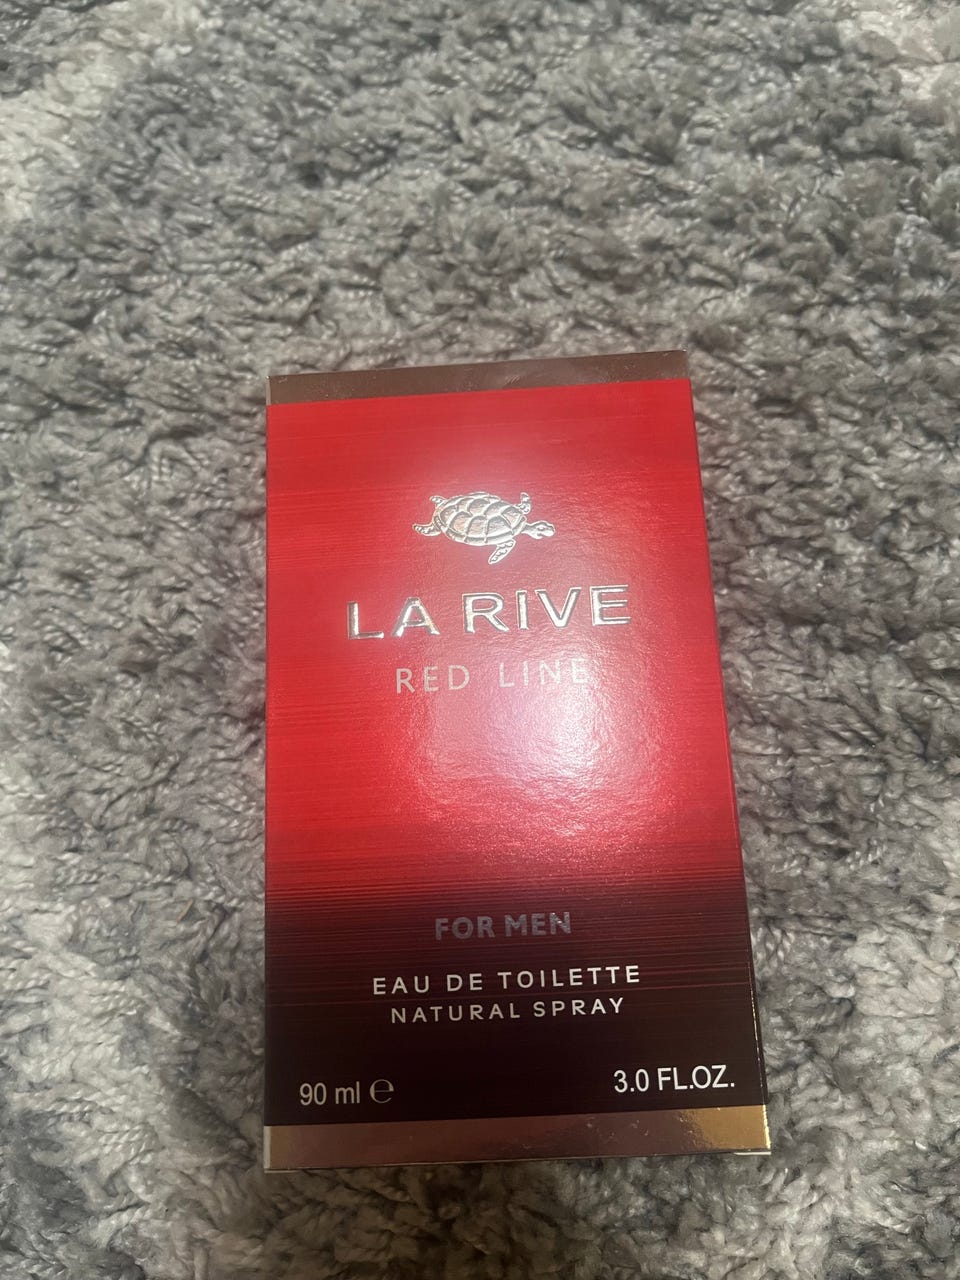 LA RIVE
RED LINE
FOR MEN
EAU DE TOILETTE
NATURAL SPRAY
90 ml ℮
3.0 FL.OZ.